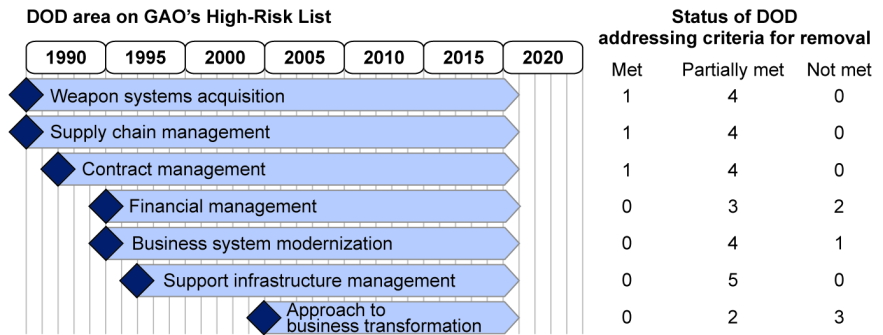 DOD area on GAO's High-Risk List
Status of DOD
addressing criteria for removal
1990 1995 2000 2005 2010 2015 2020
Met Partially met Not met
Weapon systems acquisition 1 4 0
Supply chain management 1 4 0
Contract management 1 4 0
Financial management 0 3 2
Business system modernization 0 4 1
Support infrastructure management 0 5 0
Approach to
business transformation 0 2 3